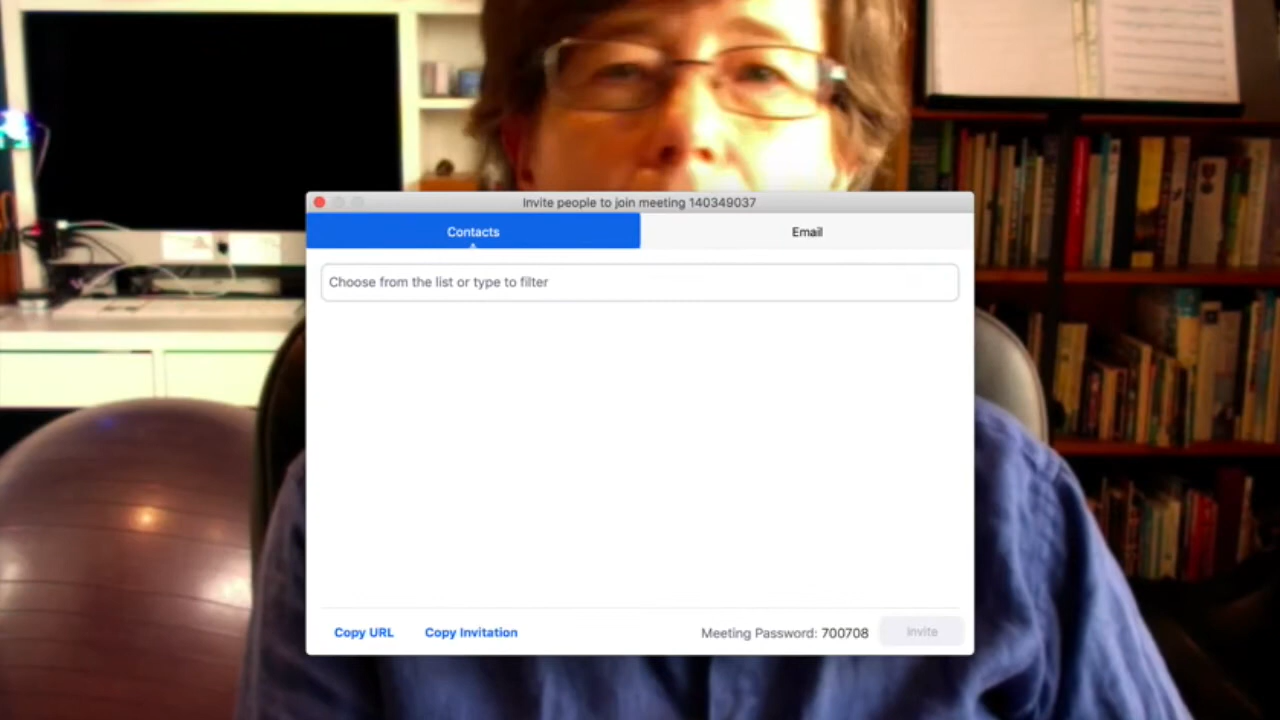 Invite people to join meeting 140349037
Contacts Email
Choose from the list or type to filter
Copy URL Copy Invitation Meeting Password: 700708 Invite